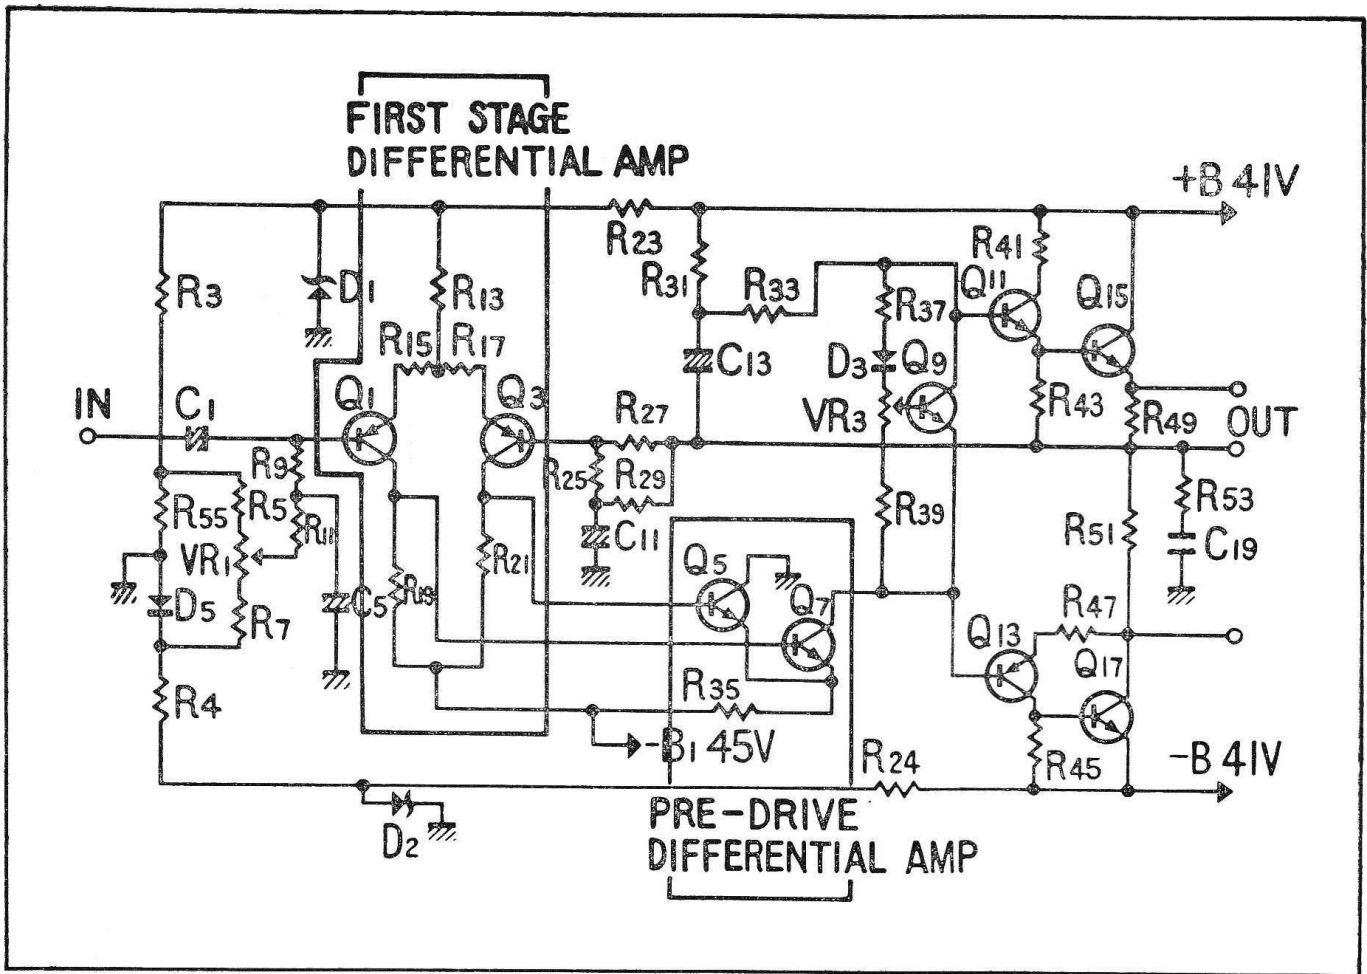 FIRST STAGE
DIFFERENTIAL AMP
+B 41V
R23
R41
R3
D1
R13
R31
R33
Q11
Q15
R37
R15
R17
C13
D3
Q9
IN
C1
Q1
Q3
R27
VR3
R43
R49
OUT
R9
R25
R29
R55
R5
R11
R39
R53
VR1
C11
R51
C19
R21
Q5
D5
R7
C5
R19
Q7
R47
Q13
Q17
R4
R35
-B1 45V
R24
R45
-B 41V
D2
PRE-DRIVE
DIFFERENTIAL AMP